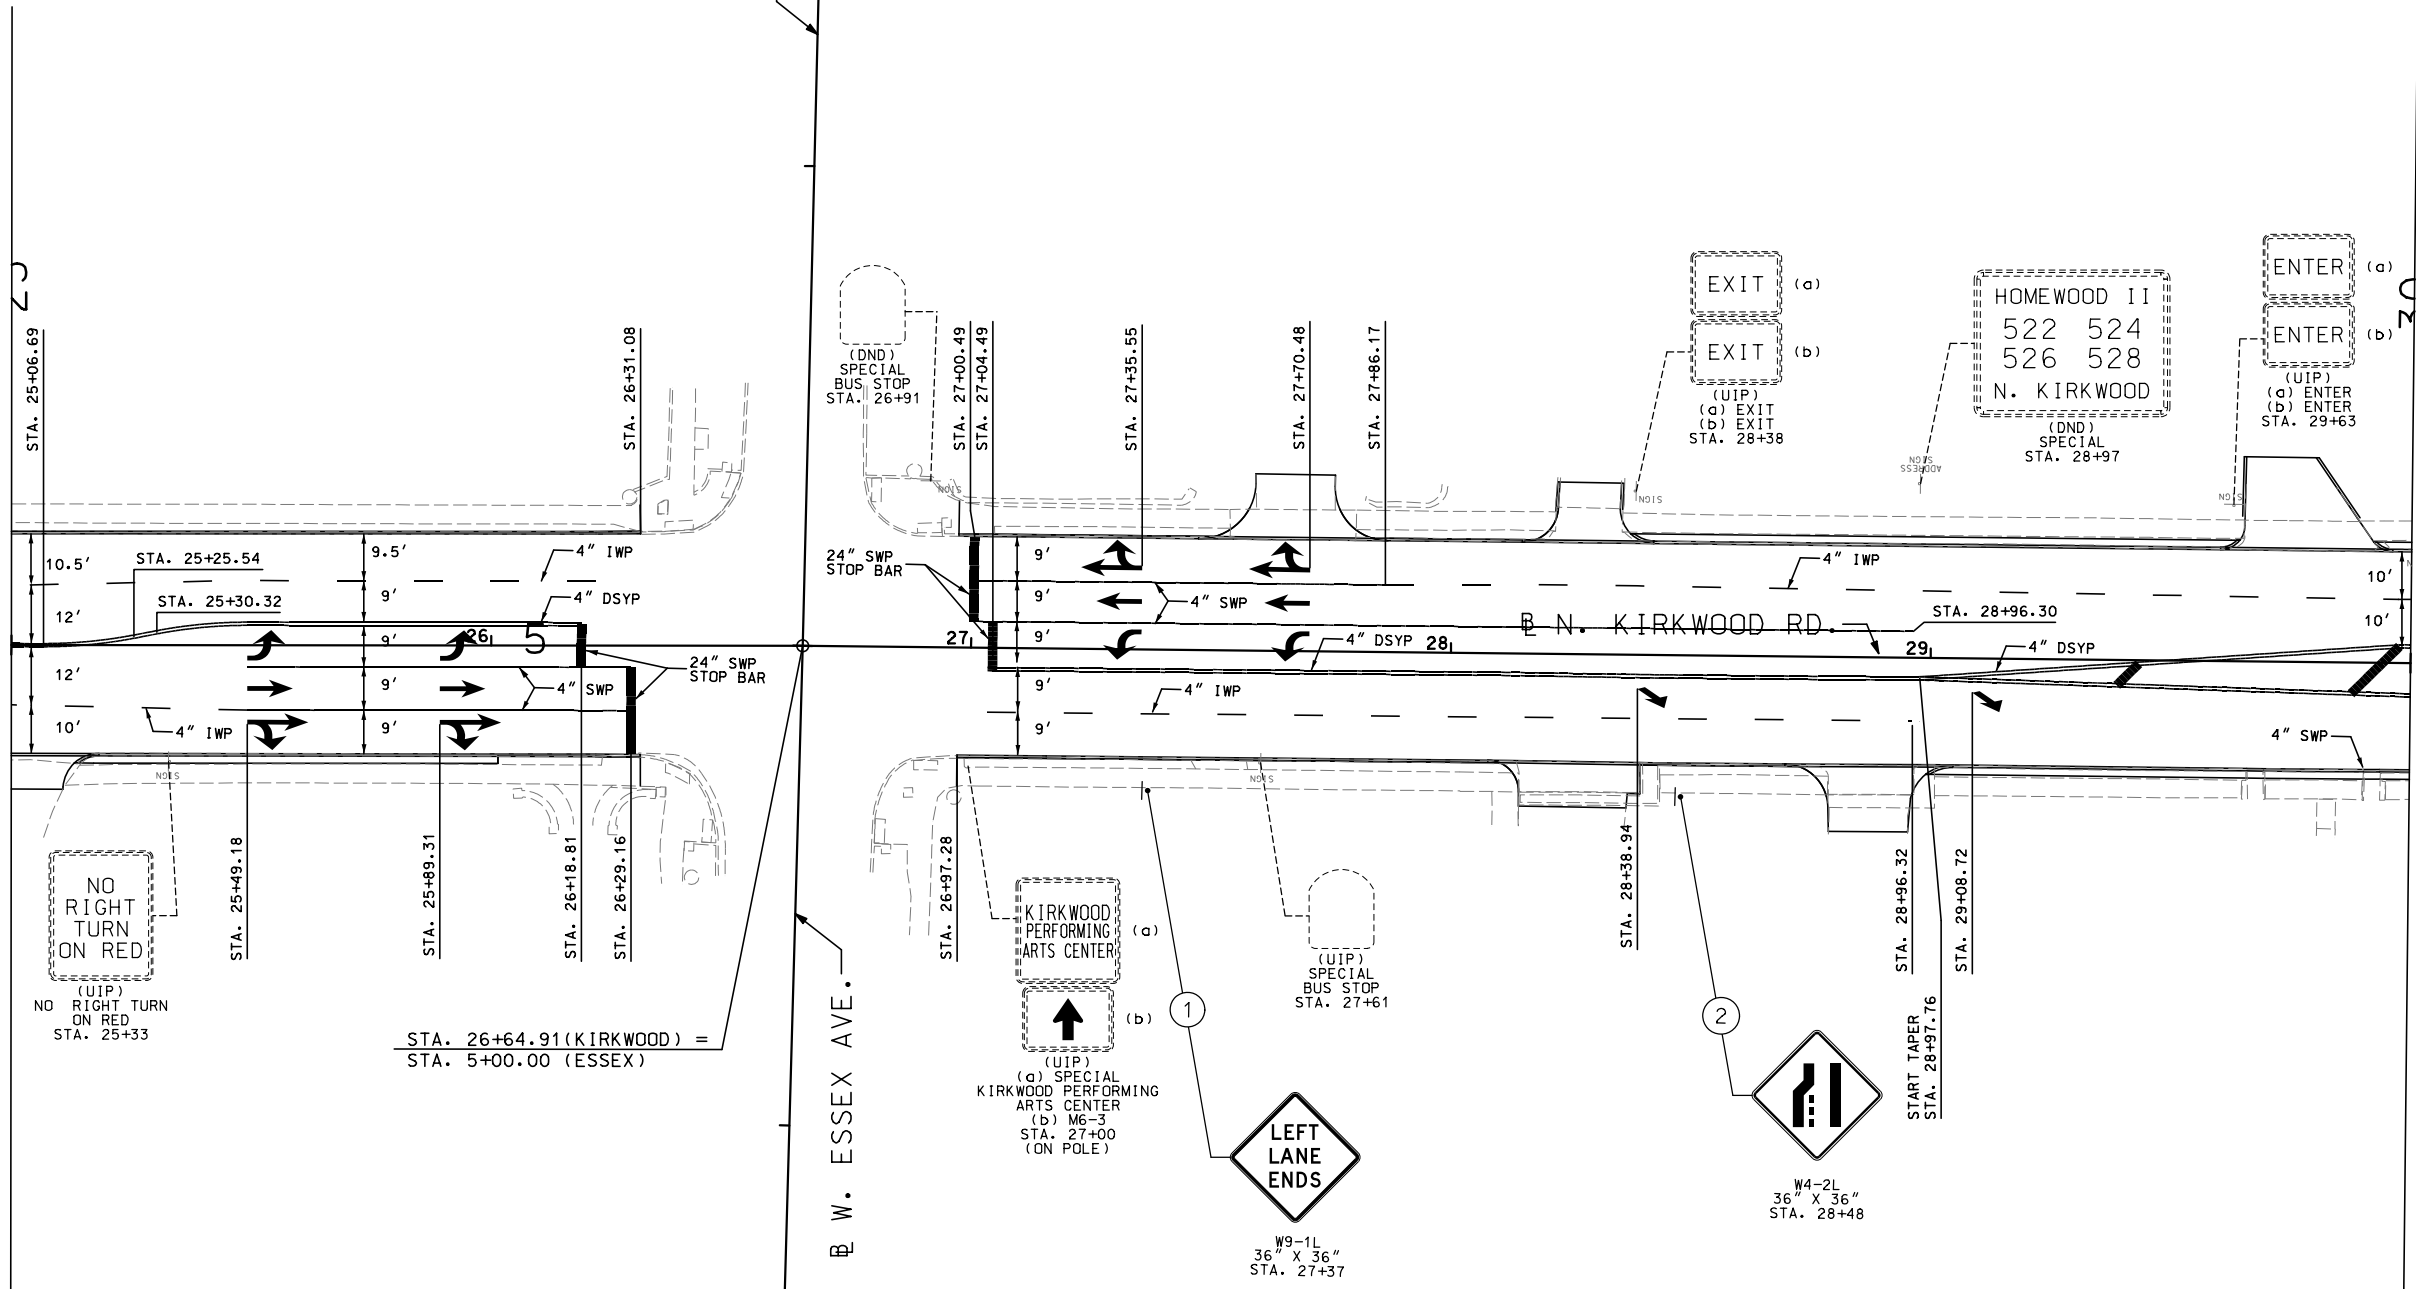 25
30
STA. 25+06.69
STA. 26+31.08
(DND)
SPECIAL
BUS STOP
STA. 26+91
STA. 27+00.49
STA. 27+04.49
STA. 27+35.55
STA. 27+70.48
STA. 27+86.17
EXIT (a)
EXIT (b)
(UIP)
(a) EXIT
(b) EXIT
STA. 28+38
HOMEWOOD II
522 524
526 528
N. KIRKWOOD
(DND)
SPECIAL
STA. 28+97
ENTER (a)
ENTER (b)
(UIP)
(a) ENTER
(b) ENTER
STA. 29+63
SIGN
SIGN
ADDRESS
SIGN
SIGN
10.5'
STA. 25+25.54
9.5'
4" IWP
12'
STA. 25+30.32
9'
4" DSYP
9'
26
5
12'
9'
4" SWP
24" SWP
STOP BAR
10'
4" IWP
9'
SIGN
24" SWP
STOP BAR
9'
9'
4" SWP
27
9'
4" DSYP
28
9'
4" IWP
9'
SIGN
4" IWP
℄ N. KIRKWOOD RD.
STA. 28+96.30
29
4" DSYP
10'
10'
4" SWP
NO
RIGHT
TURN
ON RED
(UIP)
NO RIGHT TURN
ON RED
STA. 25+33
STA. 25+49.18
STA. 25+89.31
STA. 26+18.81
STA. 26+29.16
STA. 26+64.91(KIRKWOOD) =
STA. 5+00.00 (ESSEX)
W. ESSEX AVE.
STA. 26+97.28
KIRKWOOD
PERFORMING
ARTS CENTER
(a)
(b)
(UIP)
(a) SPECIAL
KIRKWOOD PERFORMING
ARTS CENTER
(b) M6-3
STA. 27+00
(ON POLE)
1
LEFT
LANE
ENDS
W9-1L
36" X 36"
STA. 27+37
(UIP)
SPECIAL
BUS STOP
STA. 27+61
STA. 28+38.94
2
W4-2L
36" X 36"
STA. 28+48
STA. 28+96.32
START TAPER
STA. 28+97.76
STA. 29+08.72